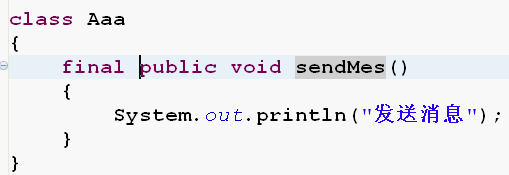 class Aaa
{
    final public void sendMes()
    {
        System.out.println("发送消息");
    }
}